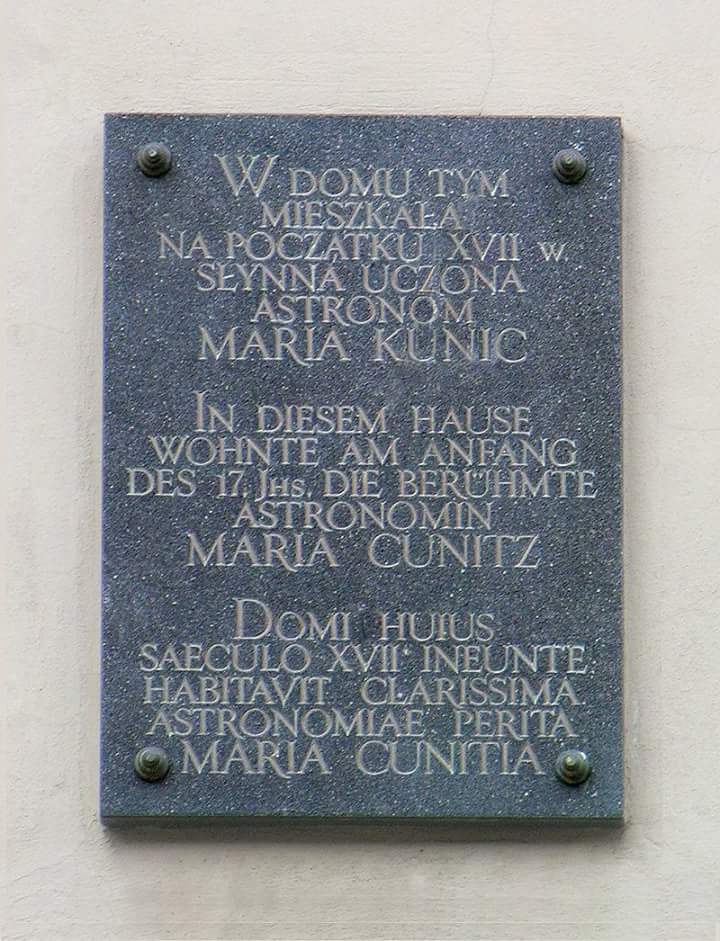 W DOMU TYM
MIESZKAŁA
NA POCZĄTKU XVII w.
SŁYNNA UCZONA
ASTRONOM
MARIA KUNIC
IN DIESEM HAUSE
WOHNTE AM ANFANG
DES 17. JHS. DIE BERÜHMTE
ASTRONOMIN
MARIA CUNITZ
DOMI HUIUS
SAECULO XVII INEUNTE
HABITAVIT CLARISSIMA
ASTRONOMIAE PERITA
MARIA CUNITIA